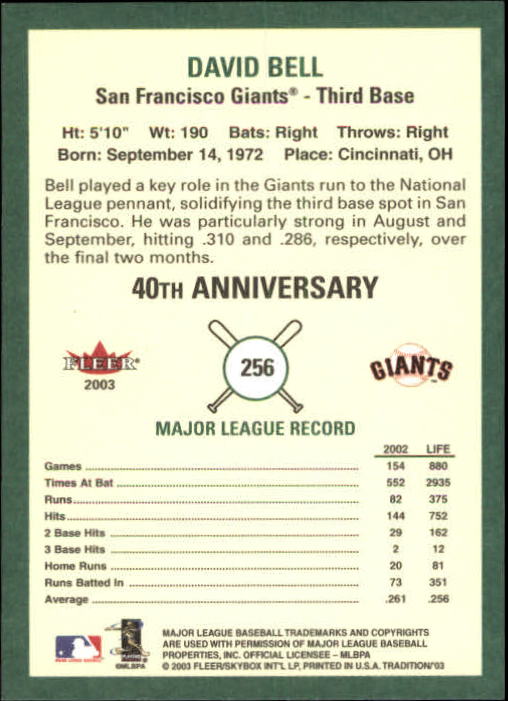 DAVID BELL
San Francisco Giants® - Third Base
Ht: 5'10" Wt: 190 Bats: Right Throws: Right
Born: September 14, 1972 Place: Cincinnati, OH
Bell played a key role in the Giants run to the National
League pennant, solidifying the third base spot in San
Francisco. He was particularly strong in August and
September, hitting .310 and .286, respectively, over
the final two months.
40TH ANNIVERSARY
FLEER®
2003
256
GIANTS
MAJOR LEAGUE RECORD
2002 LIFE
Games 154 880
Times At Bat 552 2935
Runs 82 375
Hits 144 752
2 Base Hits 29 162
3 Base Hits 2 12
Home Runs 20 81
Runs Batted In 73 351
Average .261 .256
©MLBPA
MAJOR LEAGUE BASEBALL TRADEMARKS AND COPYRIGHTS
ARE USED WITH PERMISSION OF MAJOR LEAGUE BASEBALL
PROPERTIES, INC. OFFICIAL LICENSEE - MLBPA
© 2003 FLEER/SKYBOX INT'L LP, PRINTED IN U.S.A. TRADITION'03